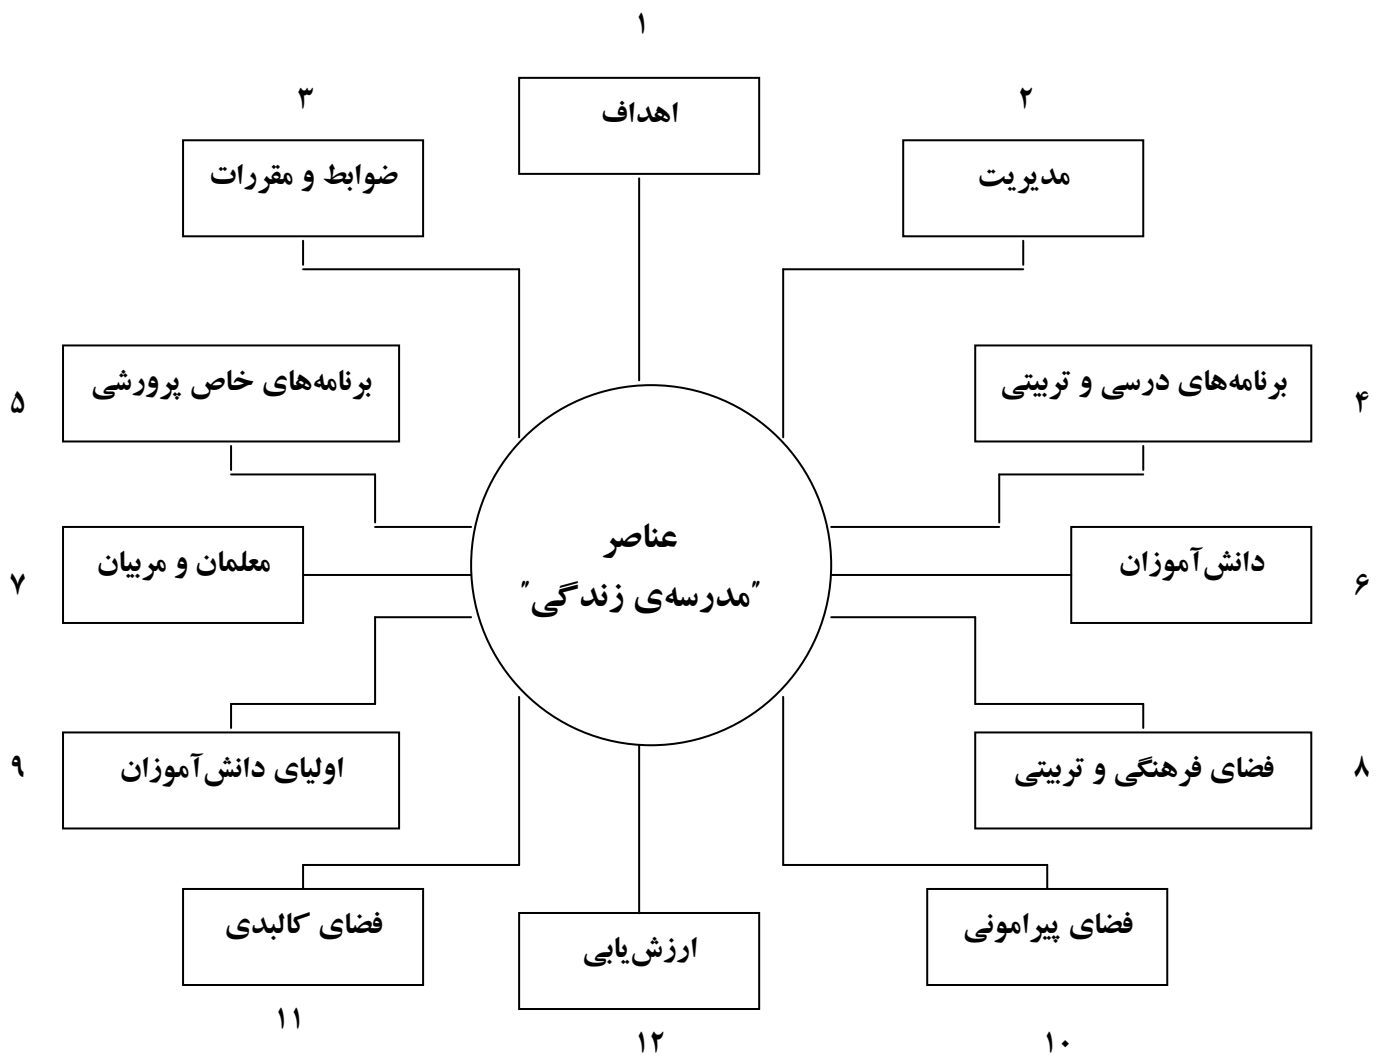 ۱
اهداف
۲
مدیریت
۳
ضوابط و مقررات
۴
برنامه‌های درسی و تربیتی
۵
برنامه‌های خاص پرورشی
عناصر
"مدرسه‌ی زندگی"
۶
دانش‌آموزان
۷
معلمان و مربیان
۸
فضای فرهنگی و تربیتی
۹
اولیای دانش‌آموزان
۱۰
فضای پیرامونی
۱۱
فضای کالبدی
۱۲
ارزش‌یابی